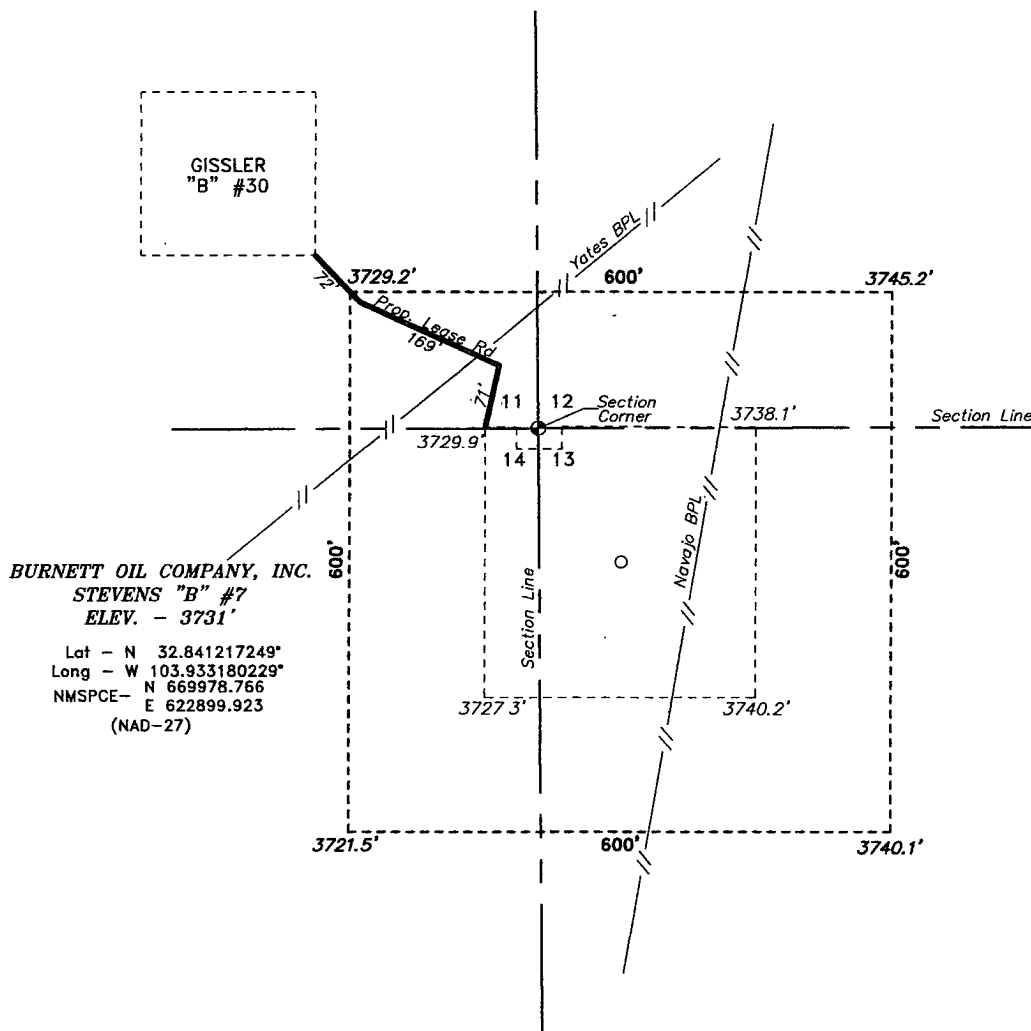 GISSLER
"B" #30
Yates BPL
72'
3729.2'
600'
3745.2'
Prop. Lease Rd
169'
71'
11
12
Section
Corner
3738.1'
Section Line
3729.9'
14
13
Navajo BPL
600'
600'
BURNETT OIL COMPANY, INC.
STEVENS "B" #7
ELEV. - 3731'
Section Line
Lat - N 32.841217249°
Long - W 103.933180229°
NMSPCE- N 669978.766
E 622899.923
(NAD-27)
3727 3'
3740.2'
3721.5'
600'
3740.1'